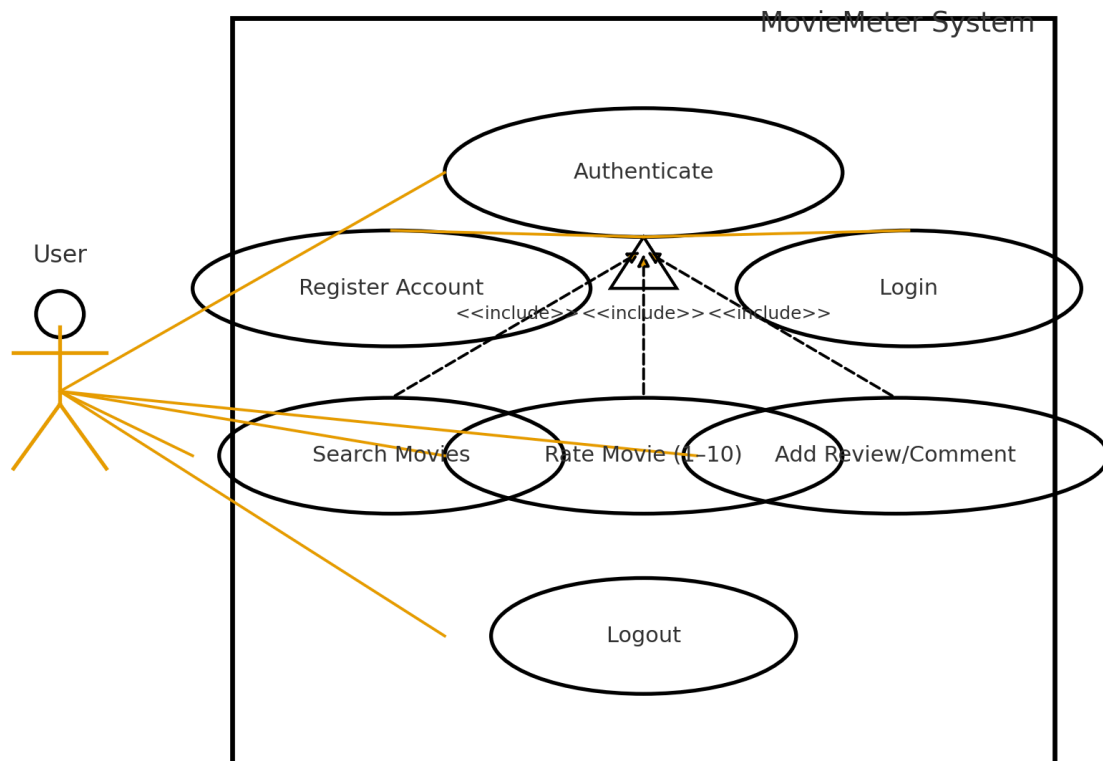 MovieMeter System
Authenticate
User
Register Account
Login
<<include>>
<<include>>
<<include>>
Search Movies
Rate Movie (1–10)
Add Review/Comment
Logout